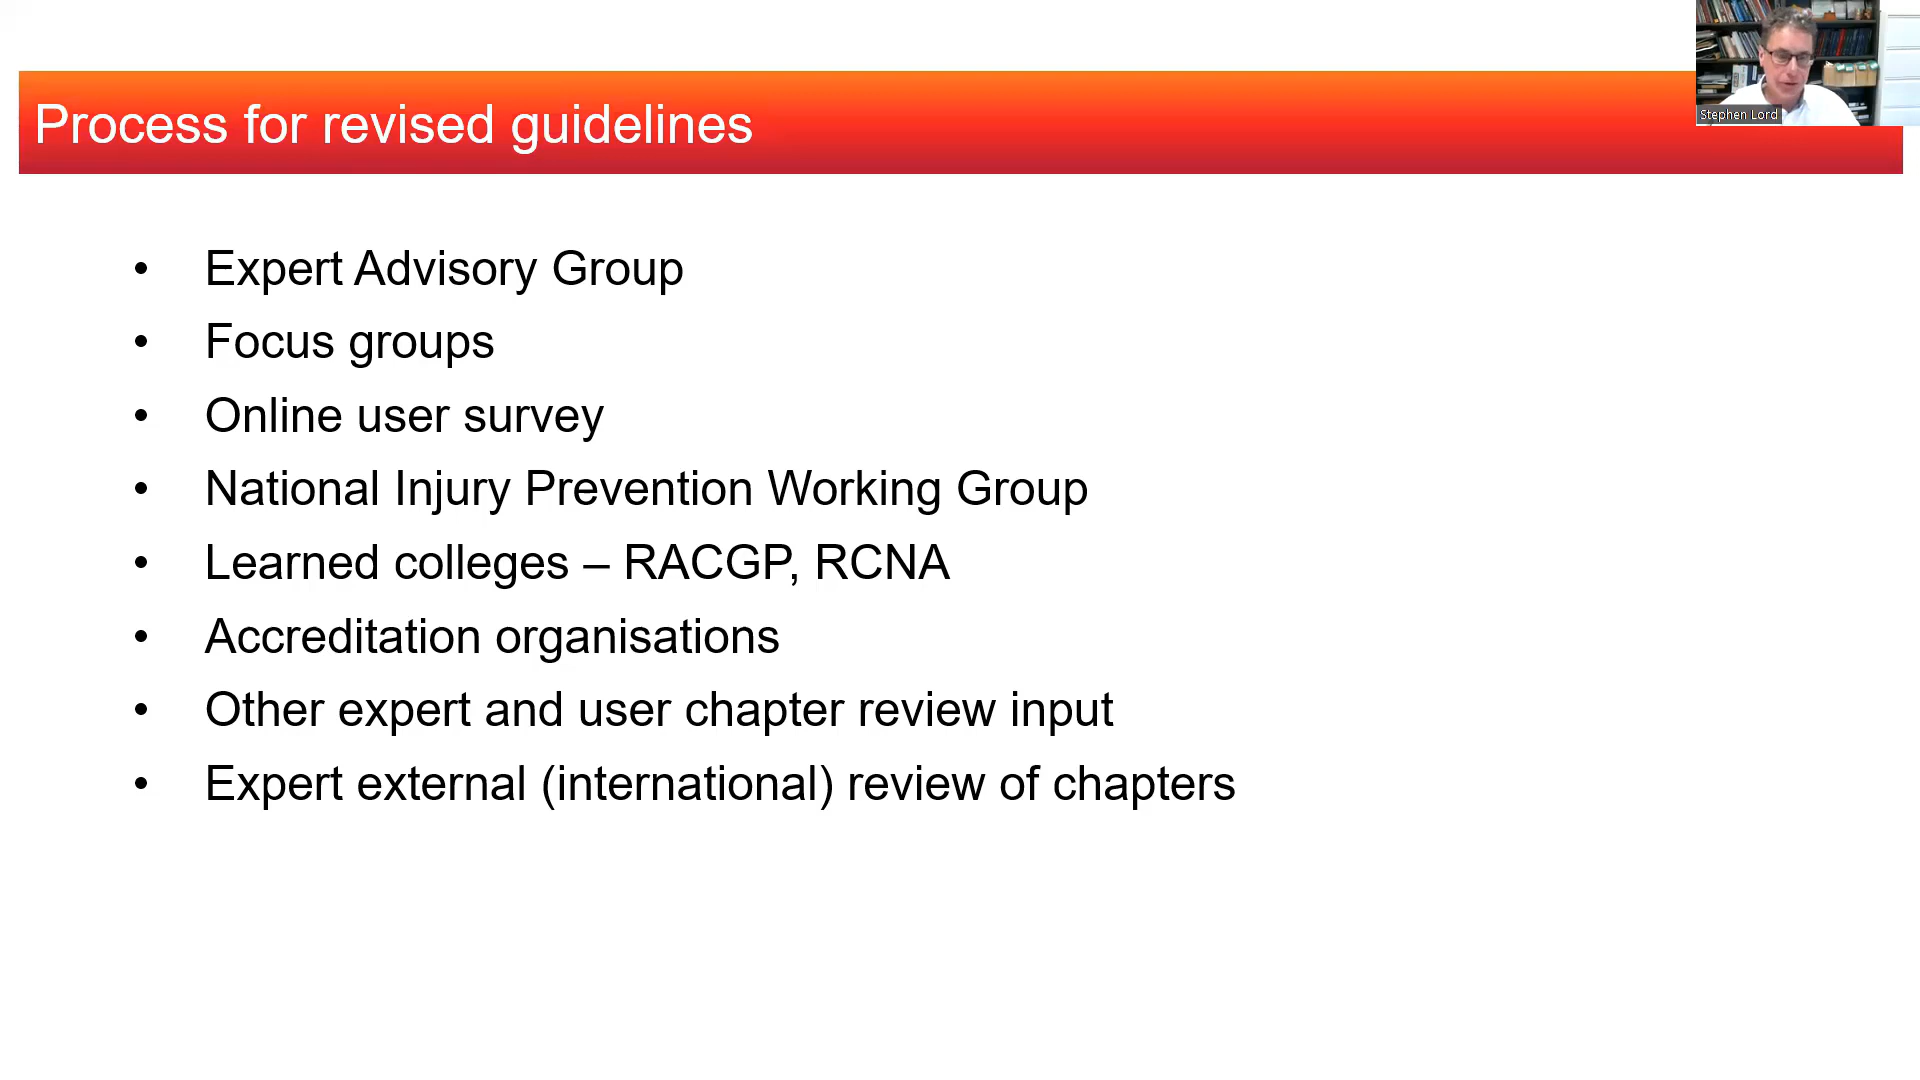 Process for revised guidelines
Stephen Lord
• Expert Advisory Group
• Focus groups
• Online user survey
• National Injury Prevention Working Group
• Learned colleges – RACGP, RCNA
• Accreditation organisations
• Other expert and user chapter review input
• Expert external (international) review of chapters